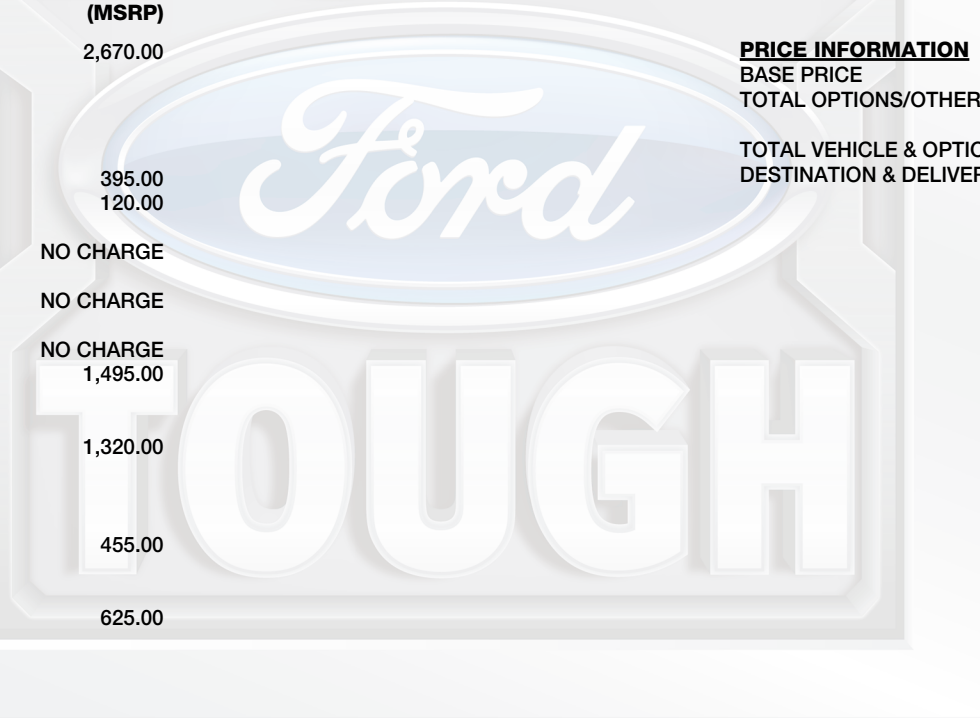 (MSRP)
2,670.00
395.00
120.00
NO CHARGE
NO CHARGE
NO CHARGE
1,495.00
1,320.00
455.00
625.00
PRICE INFORMATION
BASE PRICE
TOTAL OPTIONS/OTHER
TOTAL VEHICLE & OPTIO
DESTINATION & DELIVER
Ford
TOUGH